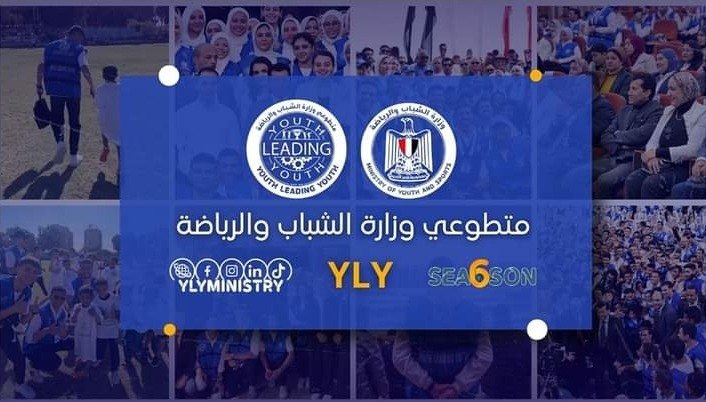 متطوعي وزارة الشباب والرياضة
YOUTH
LEADING
YOUTH
YOUTH LEADING YOUTH
وزارة الشباب والرياضة
MINISTRY OF YOUTH AND SPORTS
متطوعي وزارة الشباب والرياضة
YLYMINISTRY
YLY
SEA6SON